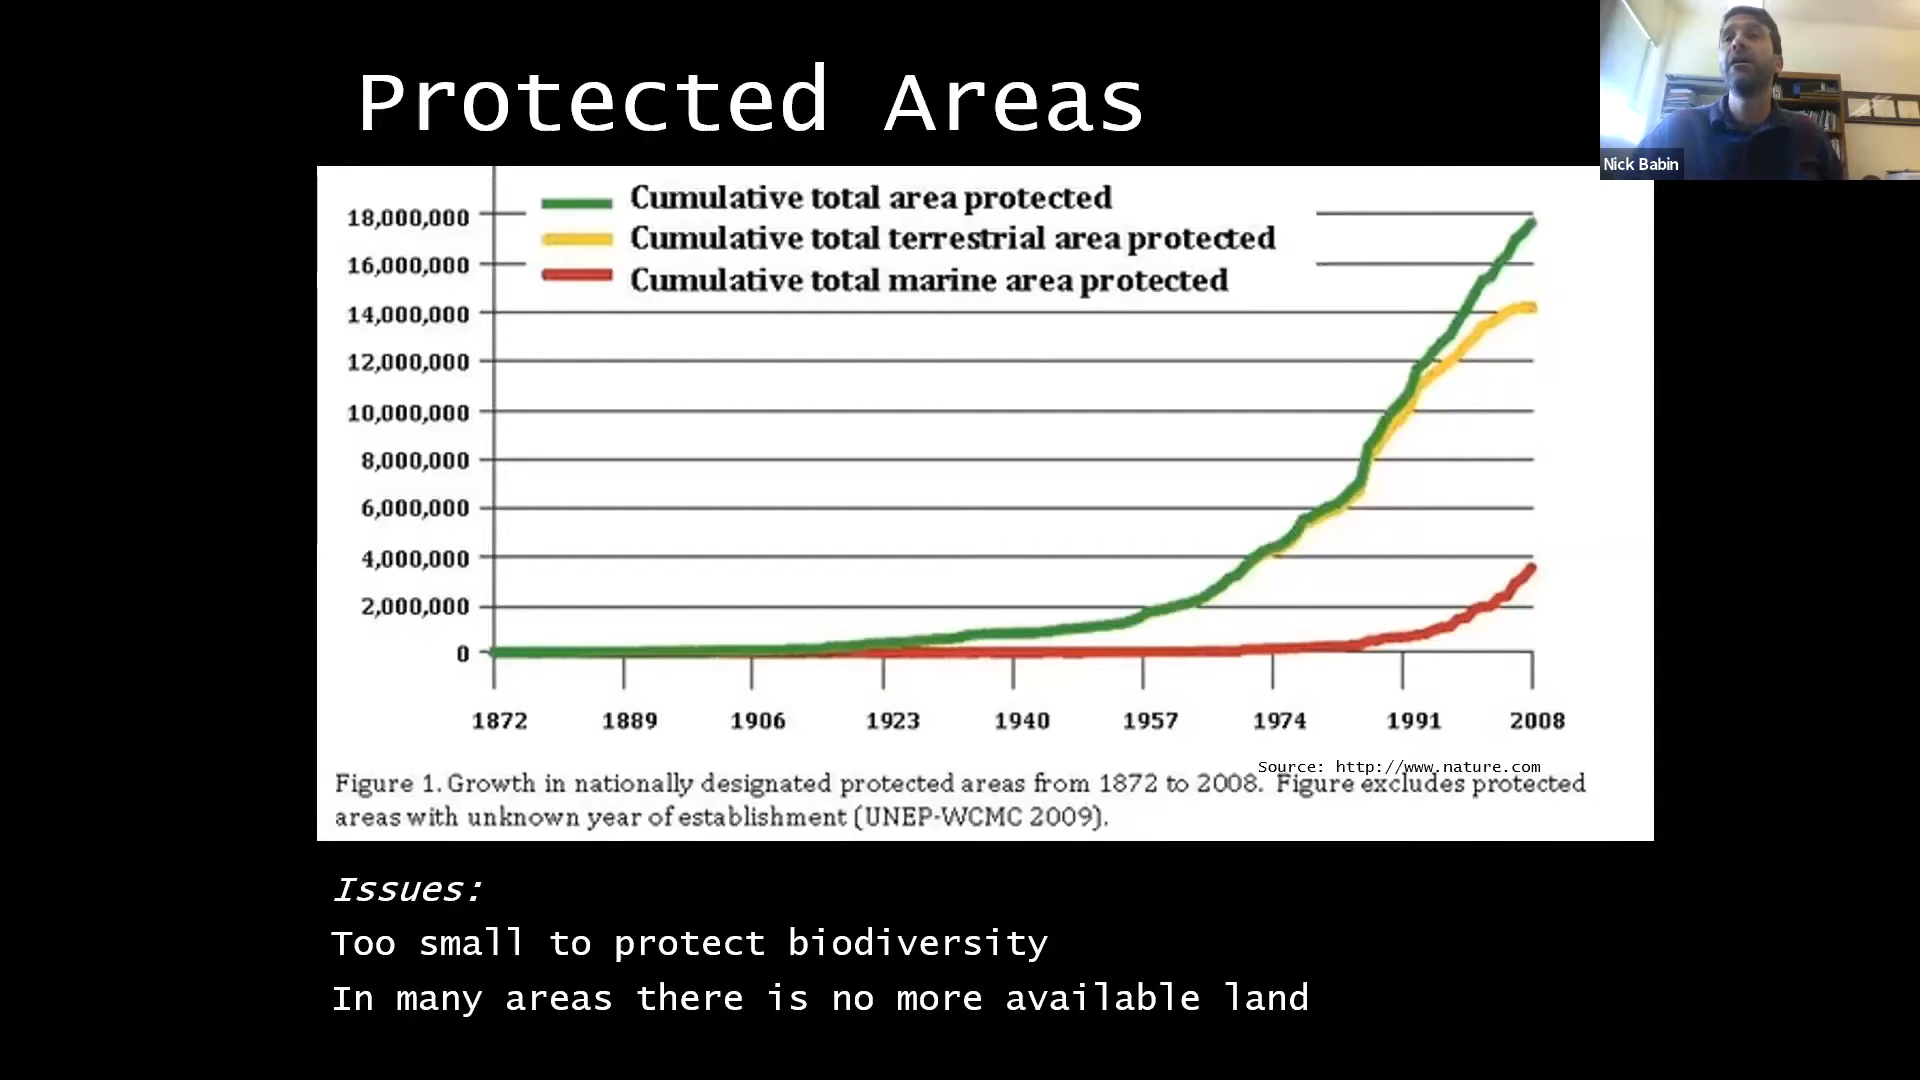 Protected Areas
Nick Babin
Cumulative total area protected
Cumulative total terrestrial area protected
Cumulative total marine area protected
18,000,000
16,000,000
14,000,000
12,000,000
10,000,000
8,000,000
6,000,000
4,000,000
2,000,000
0
1872 1889 1906 1923 1940 1957 1974 1991 2008
Source: http://www.nature.com
Figure 1. Growth in nationally designated protected areas from 1872 to 2008. Figure excludes protected
areas with unknown year of establishment (UNEP-WCMC 2009).
Issues:
Too small to protect biodiversity
In many areas there is no more available land